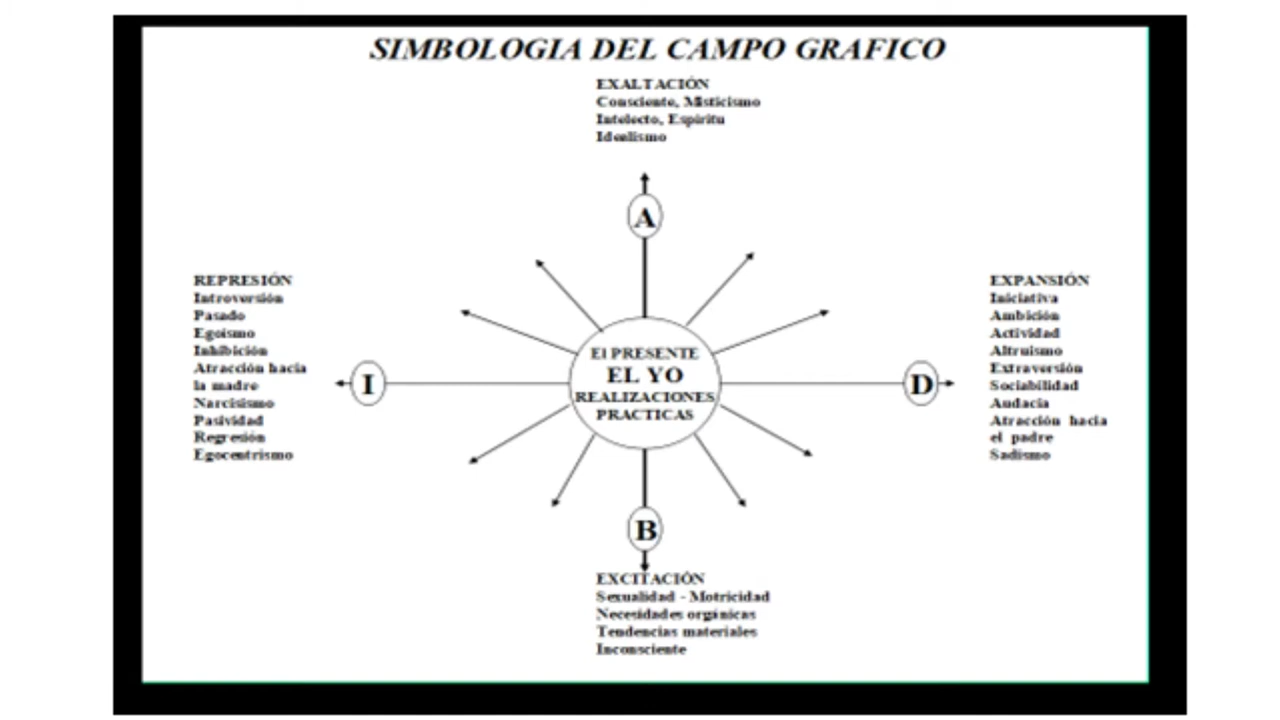 SIMBOLOGIA DEL CAMPO GRAFICO
EXALTACIÓN
Consciente, Misticismo
Intelecto, Espíritu
Idealismo
A
REPRESIÓN
Introversión
Pasado
Egoísmo
Inhibición
Atracción hacia
la madre
Narcisismo
Pasividad
Regresión
Egocentrismo
I
El PRESENTE
EL YO
REALIZACIONES
PRACTICAS
D
EXPANSIÓN
Iniciativa
Ambición
Actividad
Altruismo
Extraversión
Sociabilidad
Audacia
Atracción hacia
el padre
Sadismo
B
EXCITACIÓN
Sexualidad - Motricidad
Necesidades orgánicas
Tendencias materiales
Inconsciente